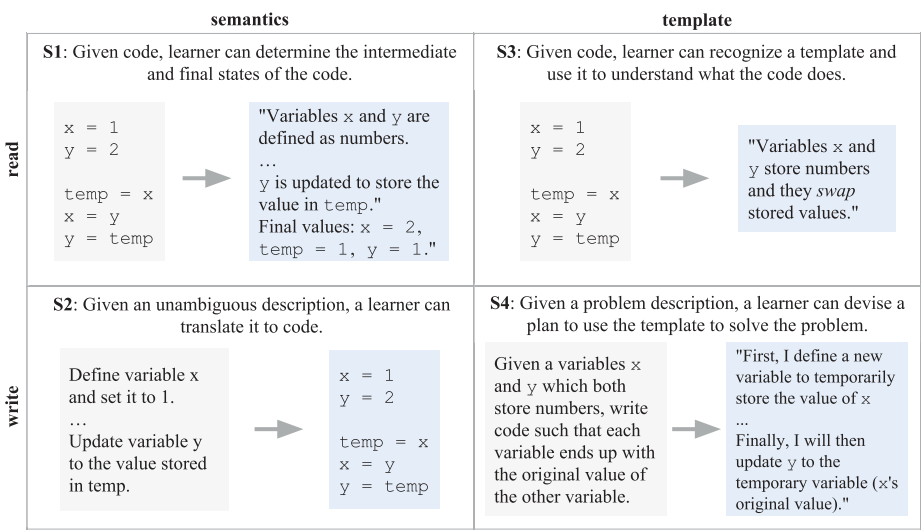 semantics
template
read
S1: Given code, learner can determine the intermediate
and final states of the code.
x = 1
y = 2
temp = x
x = y
y = temp
"Variables x and y are
defined as numbers.
...
y is updated to store the
value in temp."
Final values: x = 2,
temp = 1, y = 1."
S3: Given code, learner can recognize a template and
use it to understand what the code does.
x = 1
y = 2
temp = x
x = y
y = temp
"Variables x and
y store numbers
and they swap
stored values."
write
S2: Given an unambiguous description, a learner can
translate it to code.
Define variable x
and set it to 1.
...
Update variable y
to the value stored
in temp.
x = 1
y = 2
temp = x
x = y
y = temp
S4: Given a problem description, a learner can devise a
plan to use the template to solve the problem.
Given a variables x
and y which both
store numbers, write
code such that each
variable ends up with
the original value of
the other variable.
"First, I define a new
variable to temporarily
store the value of x
...
Finally, I will then
update y to the
temporary variable (x's
original value)."